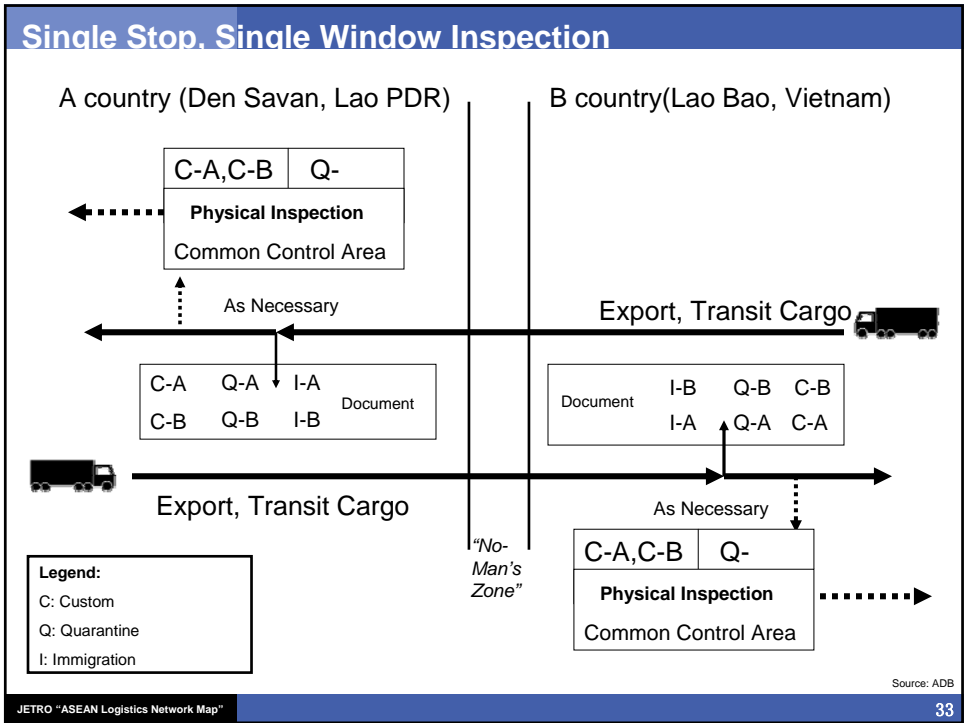 Single Stop, Single Window Inspection
A country (Den Savan, Lao PDR)
B country(Lao Bao, Vietnam)
C-A,C-B Q-
Physical Inspection
Common Control Area
As Necessary
Export, Transit Cargo
C-A Q-A I-A
Document
C-B Q-B I-B
Document
I-B Q-B C-B
I-A Q-A C-A
Export, Transit Cargo
As Necessary
"No-
Man's
Zone"
C-A,C-B Q-
Physical Inspection
Common Control Area
Legend:
C: Custom
Q: Quarantine
I: Immigration
Source: ADB
JETRO "ASEAN Logistics Network Map"
33